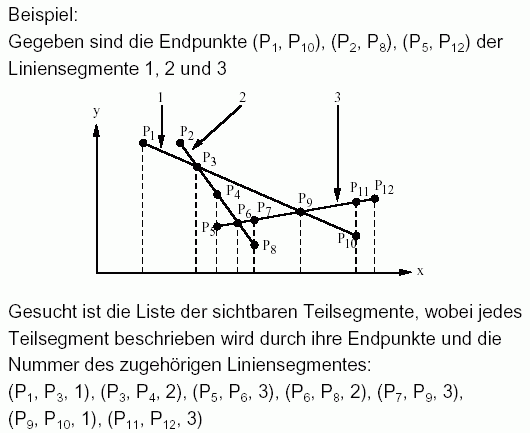 Beispiel:
Gegeben sind die Endpunkte (P1, P10), (P2, P8), (P5, P12) der
Liniensegmente 1, 2 und 3
1 2 3
y
P1 P2
P3
P4
P11 P12
P9
P6 P7
P5
P10
P8
x
Gesucht ist die Liste der sichtbaren Teilsegmente, wobei jedes
Teilsegment beschrieben wird durch ihre Endpunkte und die
Nummer des zugehörigen Liniensegmentes:
(P1, P3, 1), (P3, P4, 2), (P5, P6, 3), (P6, P8, 2), (P7, P9, 3),
(P9, P10, 1), (P11, P12, 3)